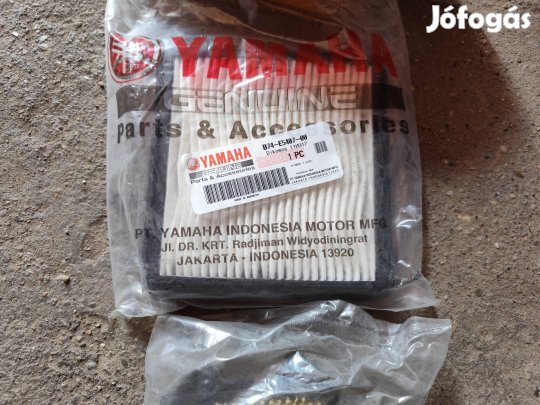 Jófogás
YAMAHA
GENUINE
Parts & Accessories
YAMAHA
GENUINE
Parts & Accessories
B74-E5407-00
1 PC
PT. YAMAHA INDONESIA MOTOR MFG
Jl. DR. KRT. Radjiman Widyodiningrat
JAKARTA - INDONESIA 13920